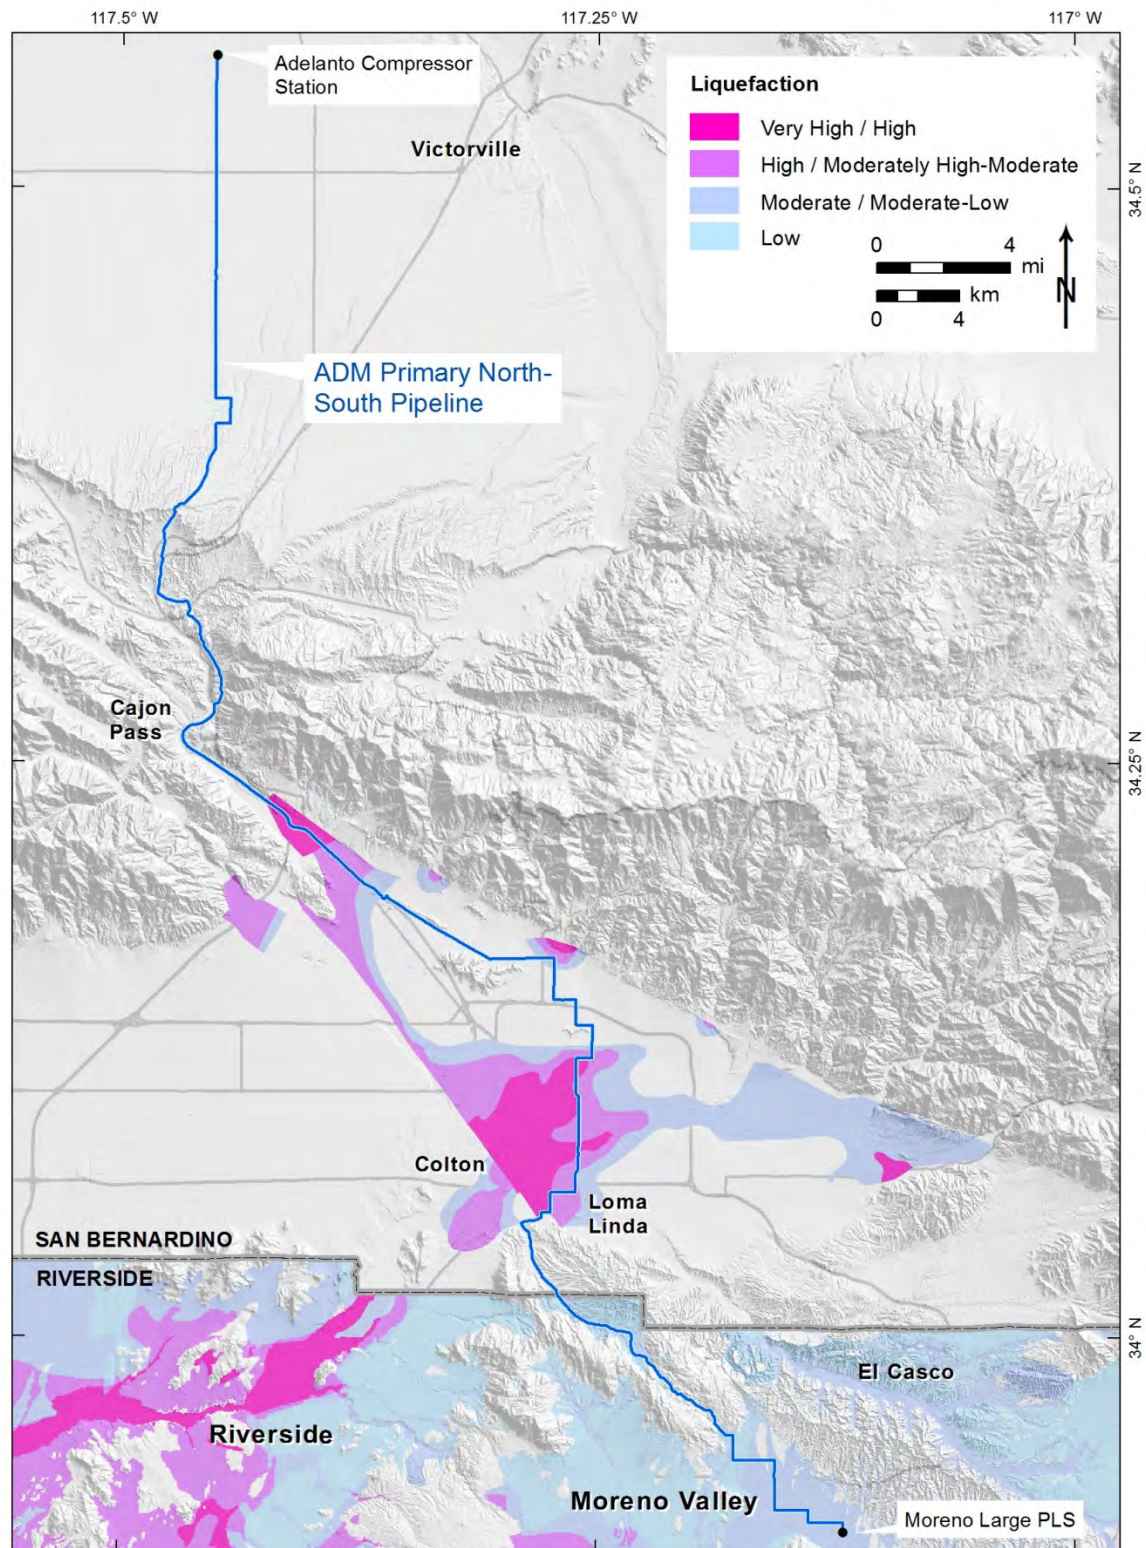 117.5° W
117.25° W
117° W
Adelanto Compressor
Station
Victorville
Liquefaction
Very High / High
High / Moderately High-Moderate
Moderate / Moderate-Low
Low
0 4
mi
km
0 4
N
34.5° N
ADM Primary North-
South Pipeline
Cajon
Pass
34.25° N
Colton
Loma
Linda
SAN BERNARDINO
RIVERSIDE
34° N
El Casco
Riverside
Moreno Valley
Moreno Large PLS